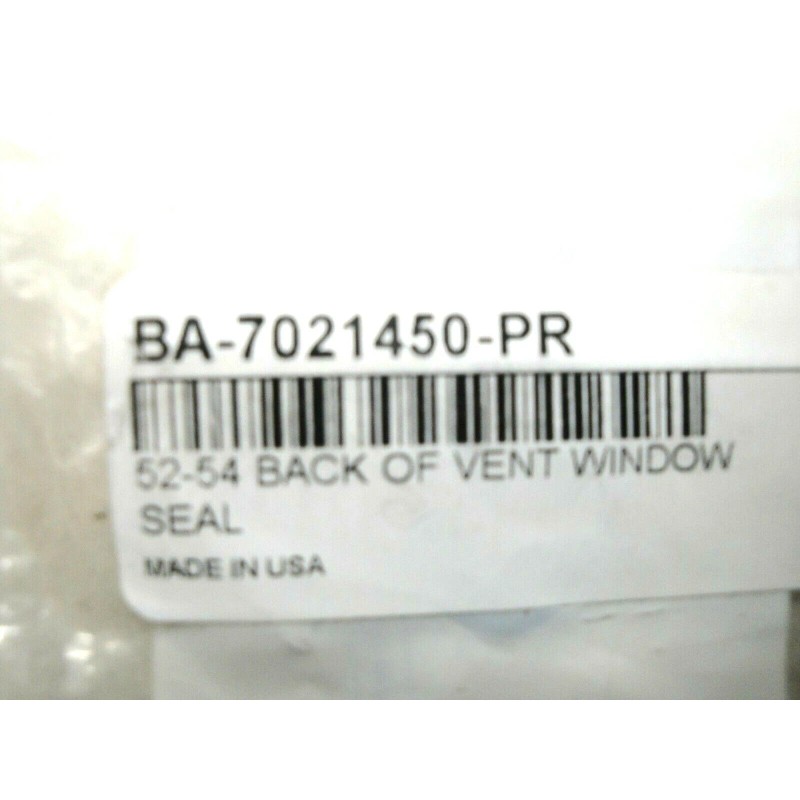 BA-7021450-PR
52-54 BACK OF VENT WINDOW
SEAL
MADE IN USA